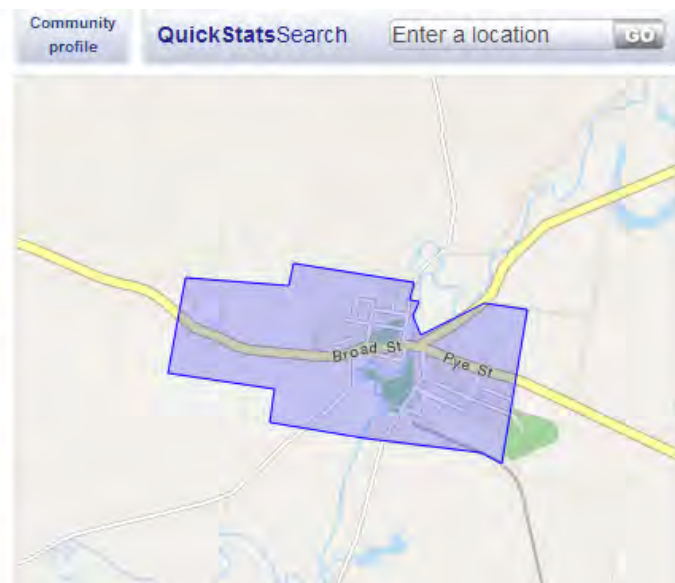 Community
profile
QuickStatsSearch
Enter a location
GO
Broad St
Pye St